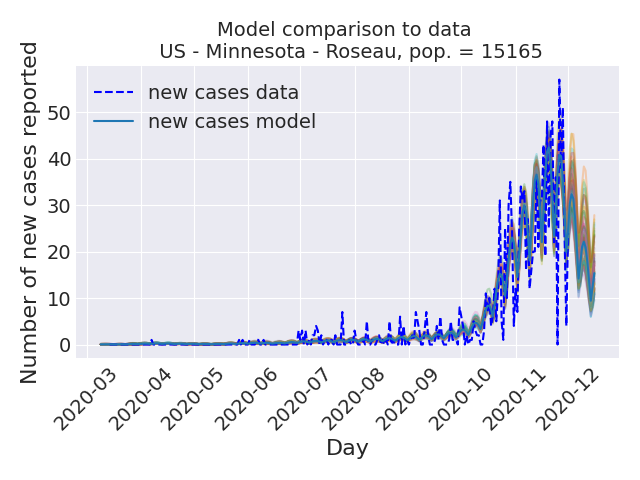 Model comparison to data
US - Minnesota - Roseau, pop. = 15165
Number of new cases reported
new cases data
new cases model
50
40
30
20
10
0
2020-03
2020-04
2020-05
2020-06
2020-07
2020-08
2020-09
2020-10
2020-11
2020-12
Day